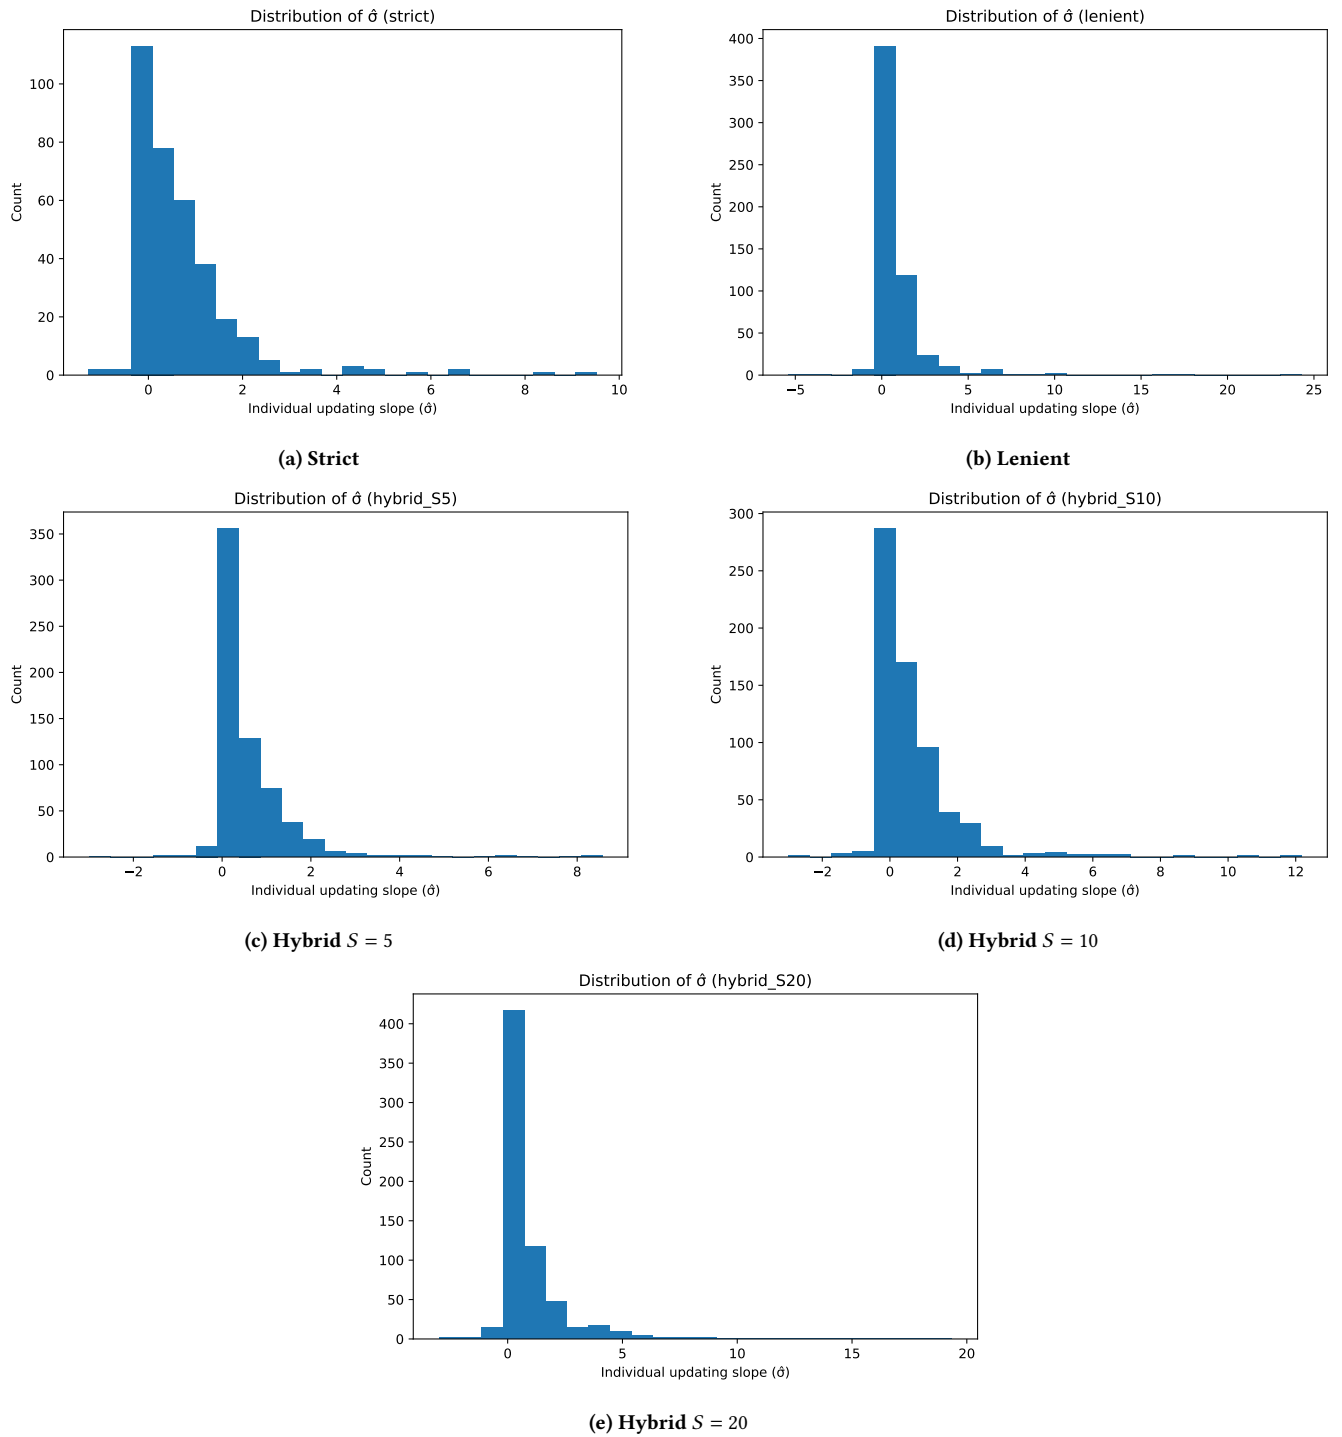 Distribution of σ̂ (strict)
Count
100
80
60
40
20
0
0 2 4 6 8 10
Individual updating slope (σ̂)
(a) Strict
Distribution of σ̂ (lenient)
Count
400
350
300
250
200
150
100
50
0
−5 0 5 10 15 20 25
Individual updating slope (σ̂)
(b) Lenient
Distribution of σ̂ (hybrid_S5)
Count
350
300
250
200
150
100
50
0
−2 0 2 4 6 8
Individual updating slope (σ̂)
(c) Hybrid S = 5
Distribution of σ̂ (hybrid_S10)
Count
300
250
200
150
100
50
0
−2 0 2 4 6 8 10 12
Individual updating slope (σ̂)
(d) Hybrid S = 10
Distribution of σ̂ (hybrid_S20)
Count
400
350
300
250
200
150
100
50
0
0 5 10 15 20
Individual updating slope (σ̂)
(e) Hybrid S = 20